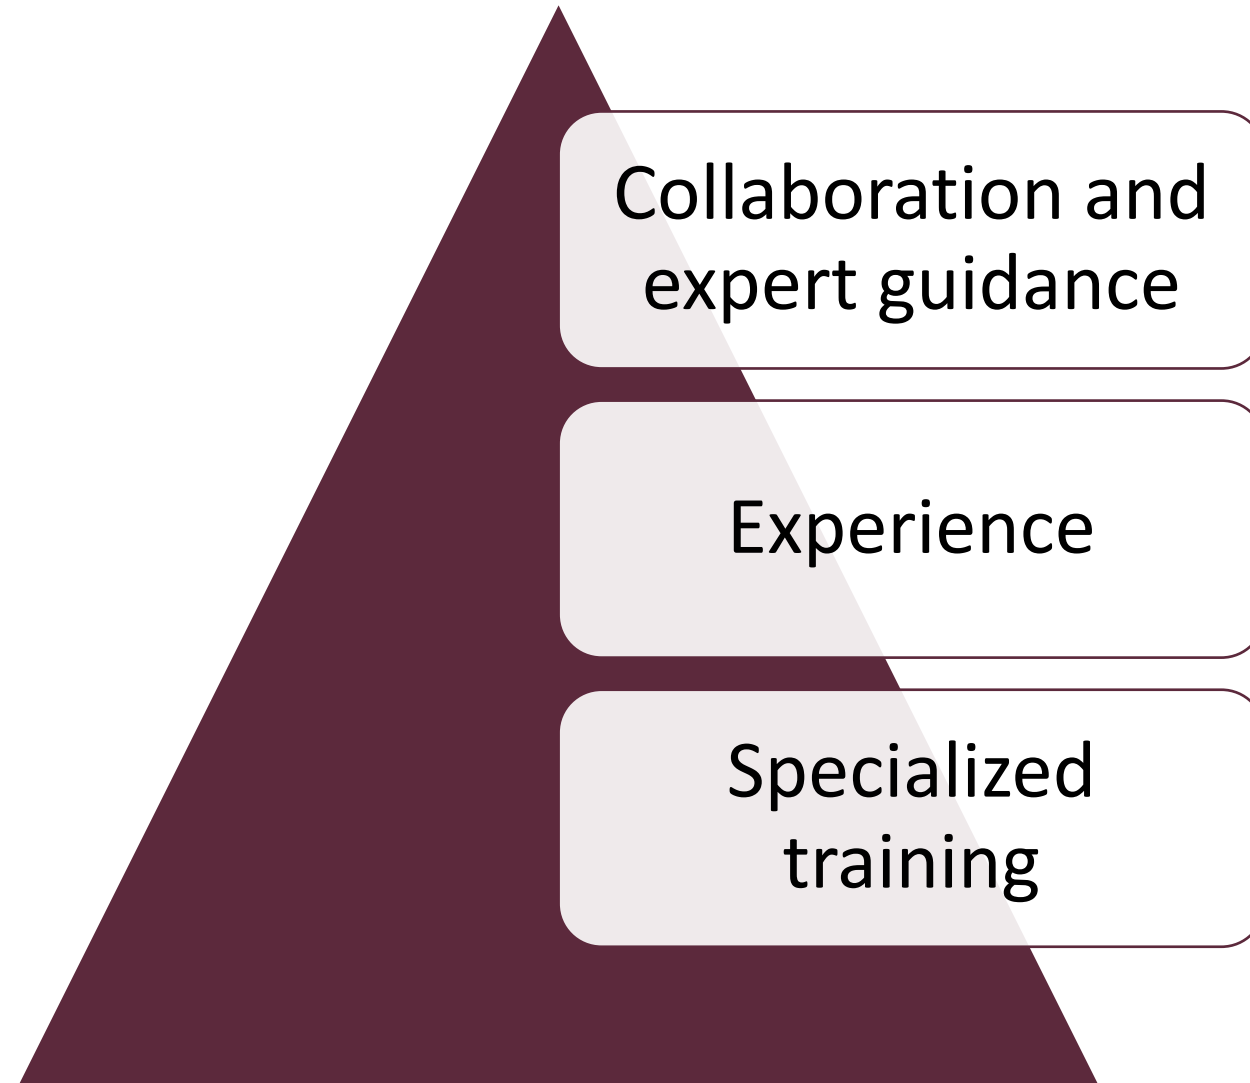 Collaboration and
expert guidance
Experience
Specialized
training